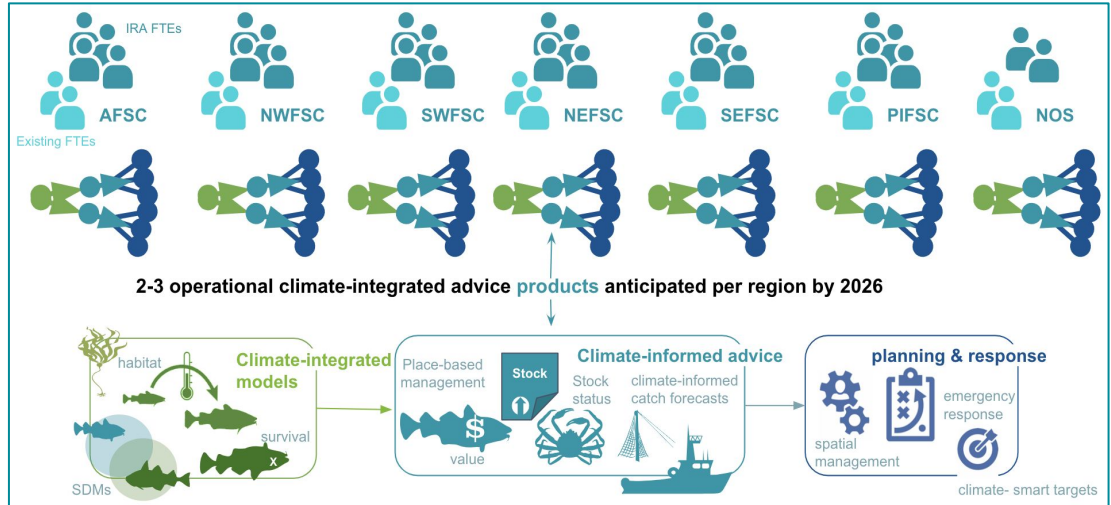 IRA FTEs
AFSC
NWFSC
SWFSC
NEFSC
SEFSC
PIFSC
NOS
Existing FTEs
2-3 operational climate-integrated advice products anticipated per region by 2026
habitat
Climate-integrated
models
survival
x
SDMs
Place-based
management
Stock
Climate-informed advice
Stock
status
climate-informed
catch forecasts
$
value
planning & response
emergency
response
spatial
management
climate- smart targets